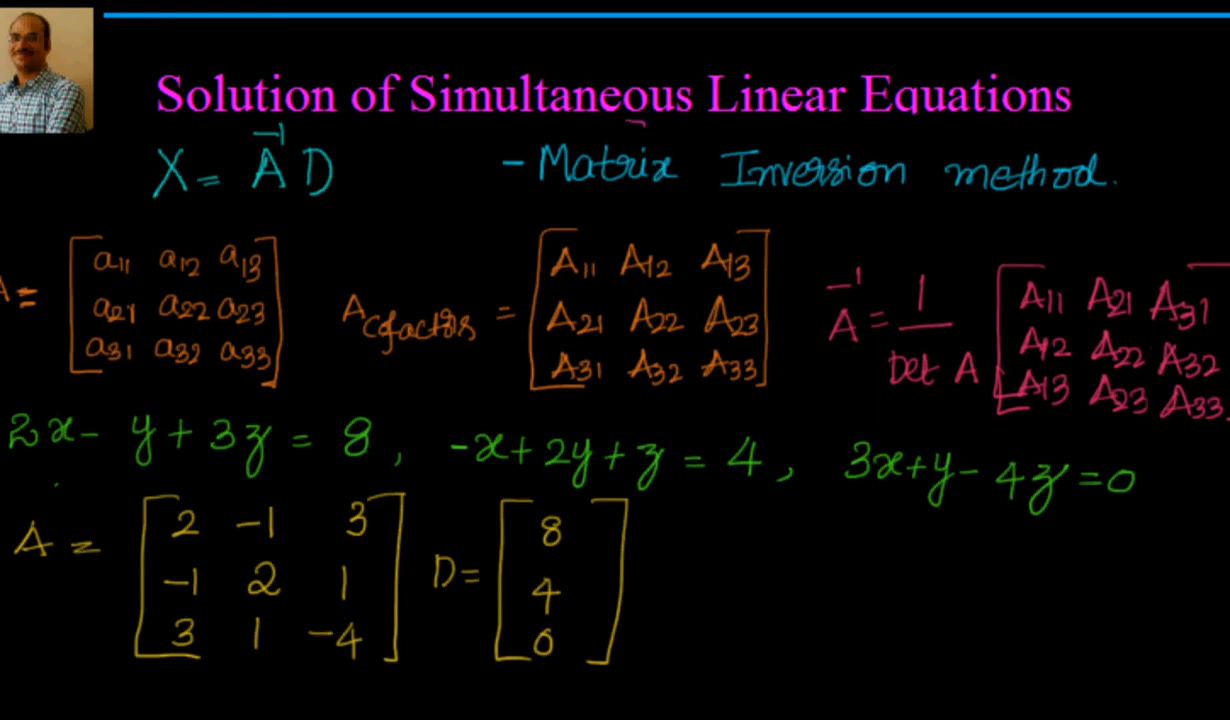 Solution of Simultaneous Linear Equations
X = A⁻¹ D - Matrix Inversion method.
A = [a11 a12 a13 Acofactors = [A11 A12 A13 A⁻¹ = 1/Det A [A11 A21 A31
a21 a22 a23 A21 A22 A23 A12 A22 A32
a31 a32 a33] A31 A32 A33] A13 A23 A33
2x - y + 3z = 8, -x + 2y + z = 4, 3x + y - 4z = 0
A = [2 -1 3 D = [8
-1 2 1 4
3 1 -4] 0]